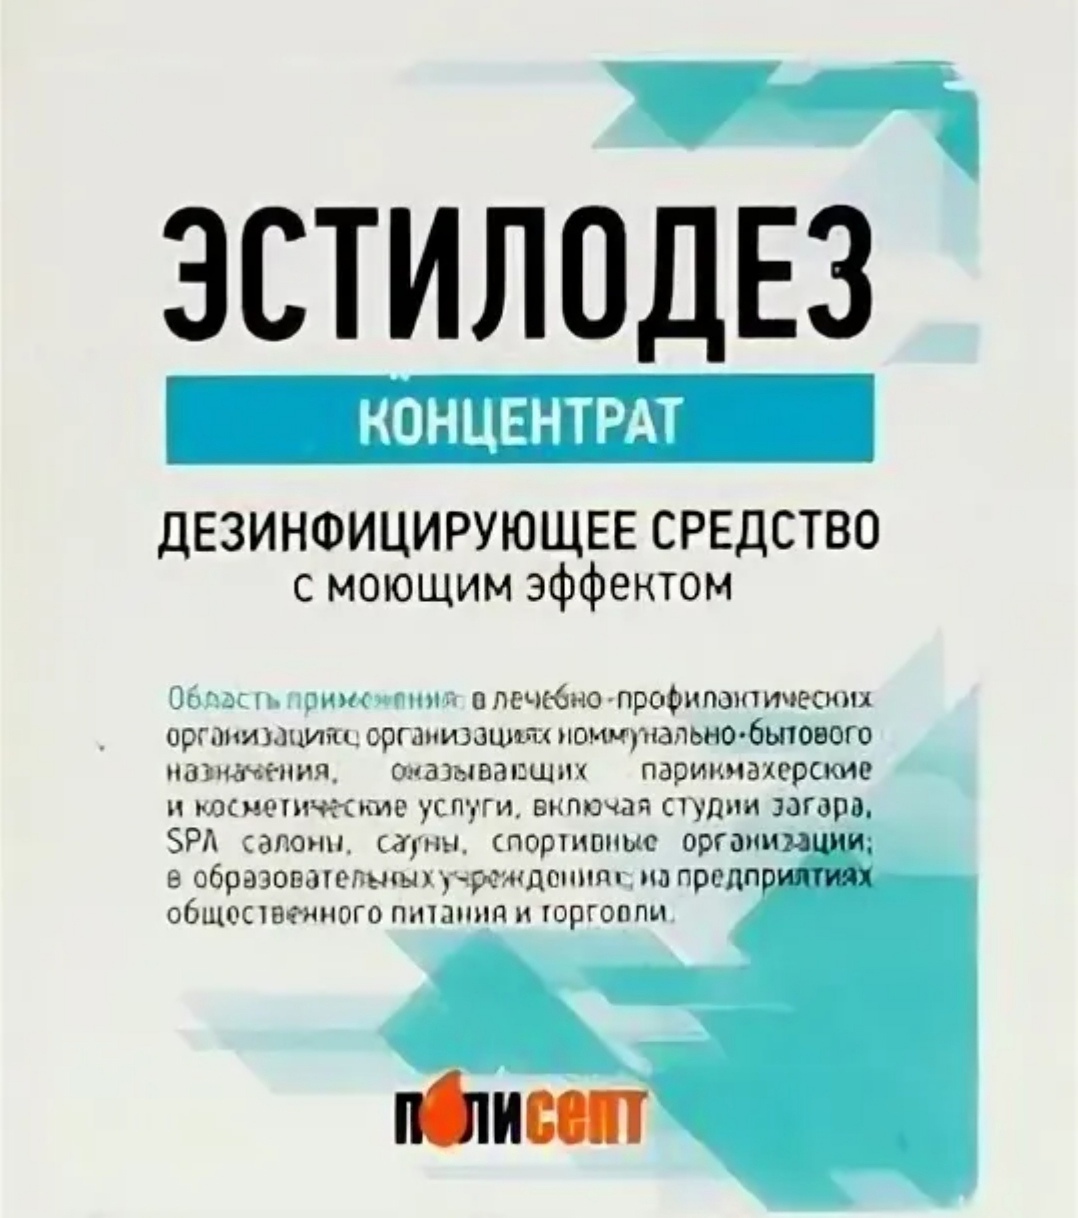 ЭСТИЛОДЕЗ
КОНЦЕНТРАТ
ДЕЗИНФИЦИРУЮЩЕЕ СРЕДСТВО
с моющим эффектом
Область применения: в лечебно-профилактических
организациях; организациях коммунально-бытового
назначения, оказывающих парикмахерские
и косметические услуги, включая студии загара,
SPA салоны, сауны, спортивные организации;
в образовательных учреждениях; на предприятиях
общественного питания и торговли.
полисепт